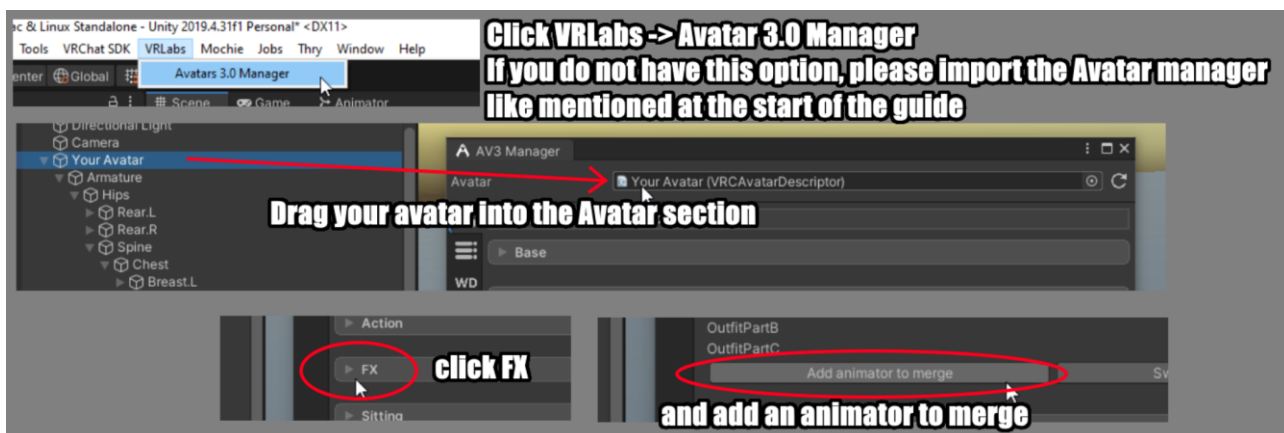 ac & Linux Standalone - Unity 2019.4.31f1 Personal* <DX11>
Tools VRChat SDK VRLabs Mochie Jobs Thry Window Help
enter Global
Avatars 3.0 Manager
# Scene Game Animator
Click VRLabs -> Avatar 3.0 Manager
If you do not have this option, please import the Avatar manager
like mentioned at the start of the guide
Directional Light
Camera
Your Avatar
Armature
Hips
Rear.L
Rear.R
Spine
Chest
Breast.L
AV3 Manager
Avatar
Your Avatar (VRCAvatarDescriptor)
Drag your avatar into the Avatar section
Base
WD
Action
FX
Sitting
click FX
OutfitPartB
OutfitPartC
Add animator to merge
Sw
and add an animator to merge